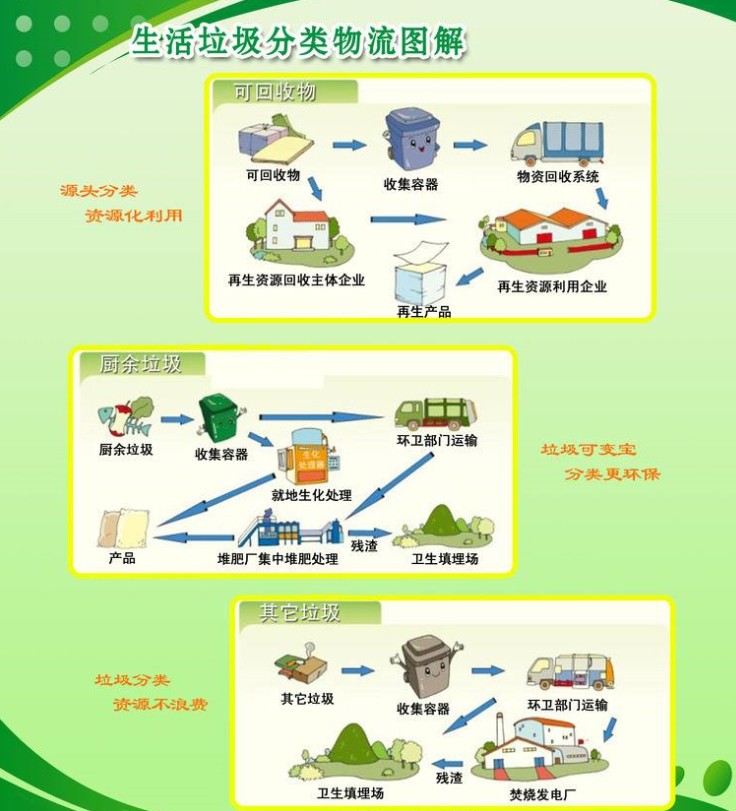 生活垃圾分类物流图解
可回收物
可回收物
收集容器
物资回收系统
源头分类
资源化利用
再生资源回收主体企业
再生资源利用企业
再生产品
厨余垃圾
厨余垃圾
收集容器
环卫部门运输
生化
处理器
就地生化处理
垃圾可变宝
分类更环保
产品
堆肥厂集中堆肥处理
残渣
卫生填埋场
其它垃圾
其它垃圾
收集容器
环卫部门运输
垃圾分类
资源不浪费
卫生填埋场
残渣
焚烧发电厂